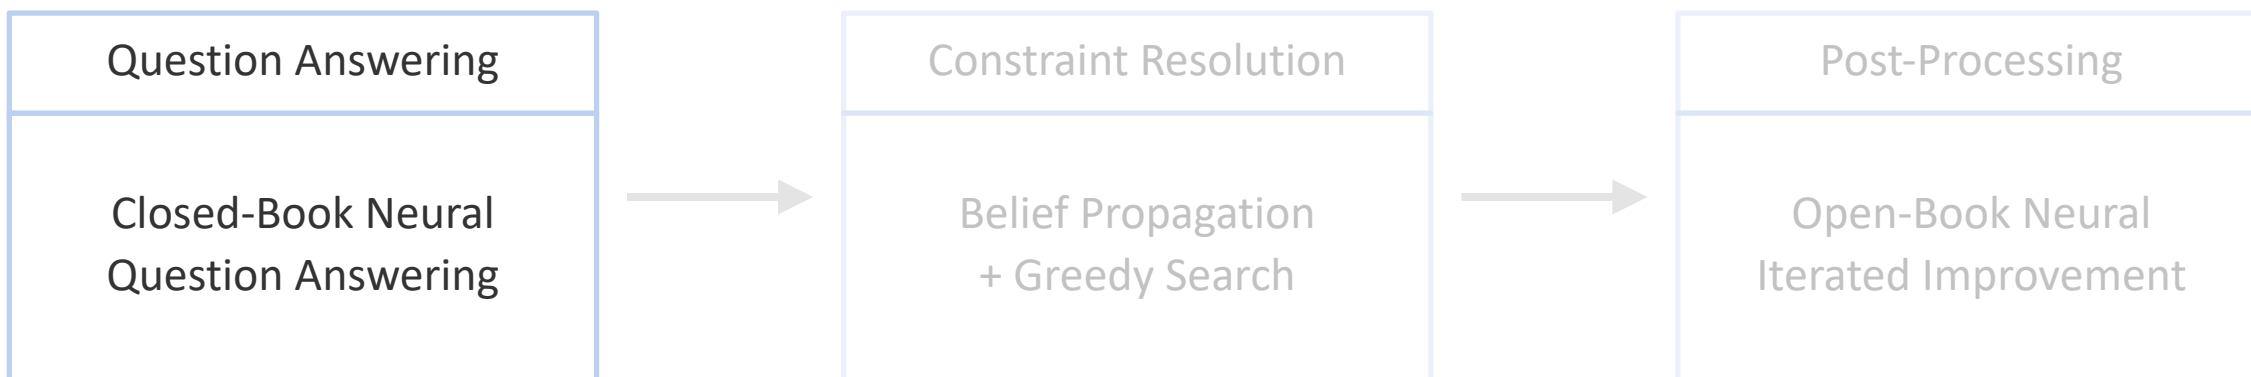 Question Answering
Closed-Book Neural
Question Answering
Constraint Resolution
Belief Propagation
+ Greedy Search
Post-Processing
Open-Book Neural
Iterated Improvement